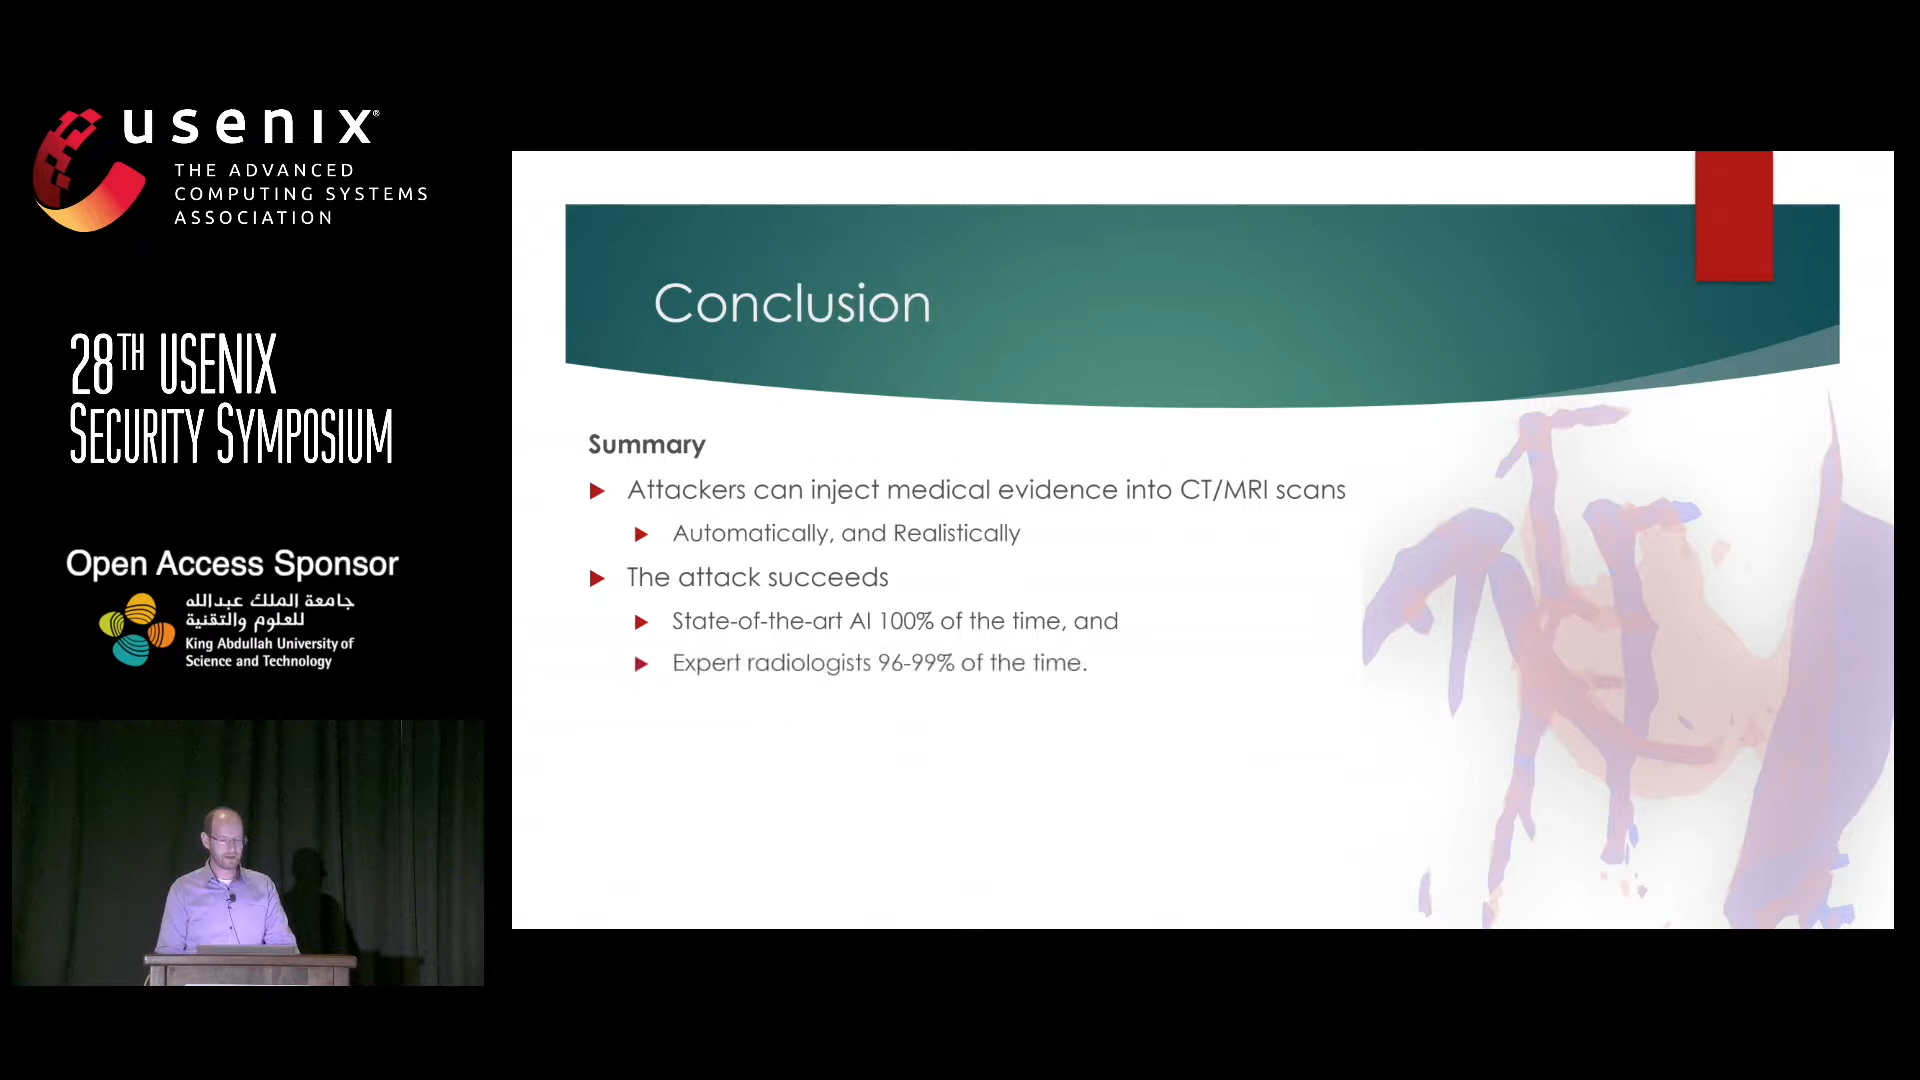 usenix®
THE ADVANCED
COMPUTING SYSTEMS
ASSOCIATION
28TH USENIX
SECURITY SYMPOSIUM
Open Access Sponsor
جامعة الملك عبدالله
للعلوم والتقنية
King Abdullah University of
Science and Technology
Conclusion
Summary
Attackers can inject medical evidence into CT/MRI scans
Automatically, and Realistically
The attack succeeds
State-of-the-art AI 100% of the time, and
Expert radiologists 96-99% of the time.